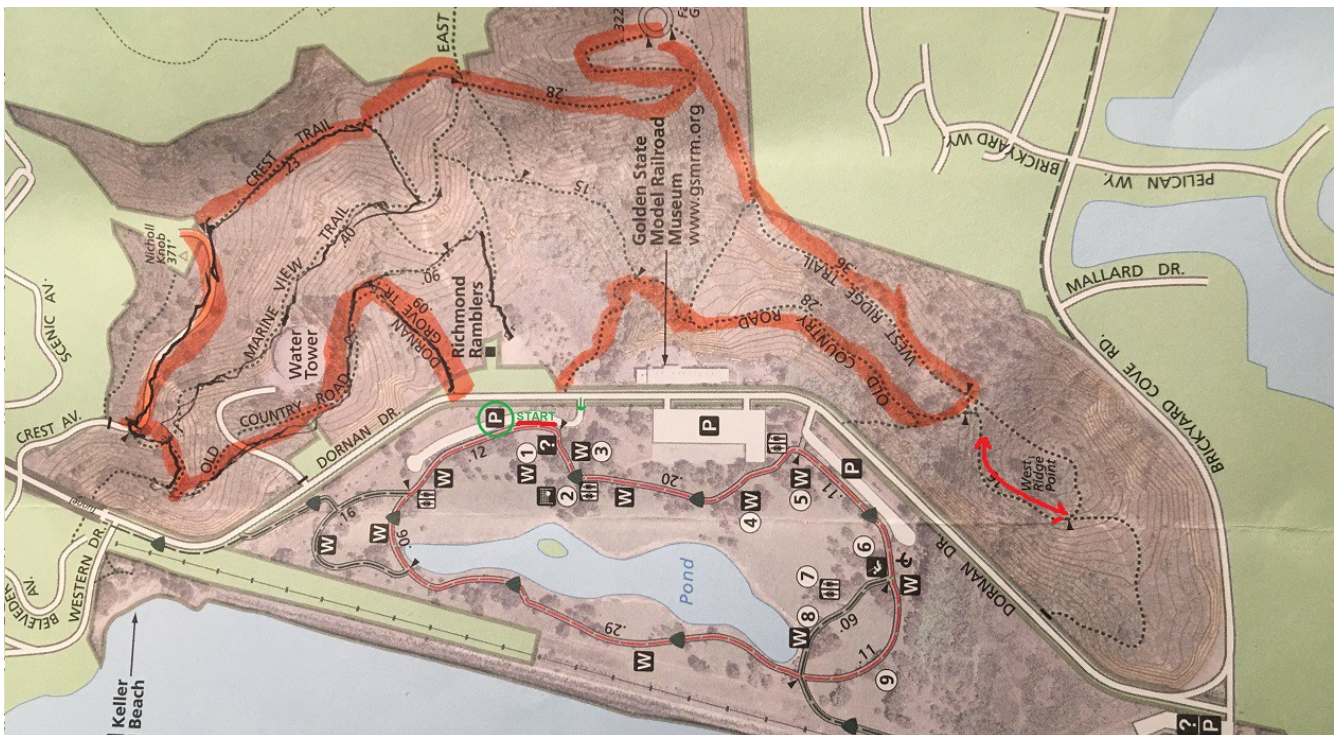 322
EAST
CREST TRAIL
.23
.28
Nicholl
Knob
371'
SCENIC AV.
CREST AV.
MARINE VIEW TRAIL
.40
.15
Golden State
Model Railroad
Museum
www.gsmrm.org
BRICKYARD WY.
PELICAN WY.
MALLARD DR.
BRICKYARD COVE RD.
WEST RIDGE TRAIL
.36
OLD COUNTRY ROAD
.28
Water
Tower
.06
.09
DORNAN
GROVE TR.
Richmond
Ramblers
OLD COUNTRY ROAD
DORNAN DR.
P
START
West
Ridge
Point
WESTERN DR.
AV.
Keller
Beach
.12
W
1
?
W
W
3
2
W
.20
W
4
5
W
P
P
.11
.16
W
.06
W
Pond
6
W
7
8
W
.09
.11
9
.29
W
DORNAN DR.
?
P